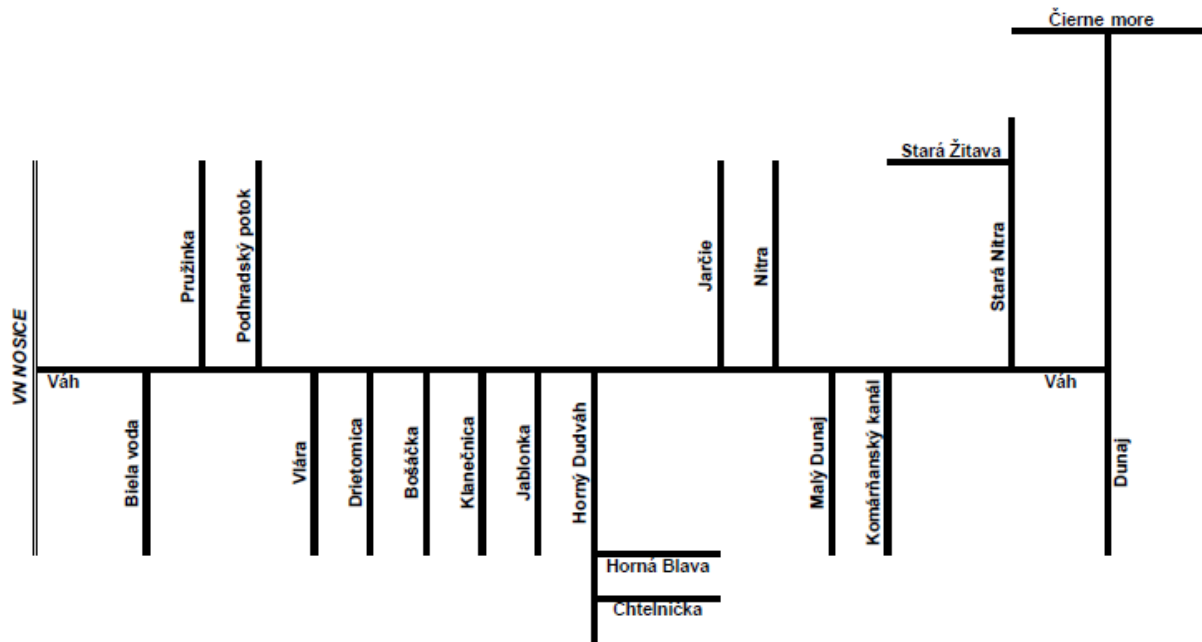 Čierne more
Stará Žitava
Pružinka
Podhradský potok
Jarčie
Nitra
Stará Nitra
VN NOSICE
Váh
Váh
Biela voda
Vlára
Drietomica
Bošáčka
Klanečnica
Jablonka
Horný Dudváh
Malý Dunaj
Komárňanský kanál
Dunaj
Horná Blava
Chtelnička